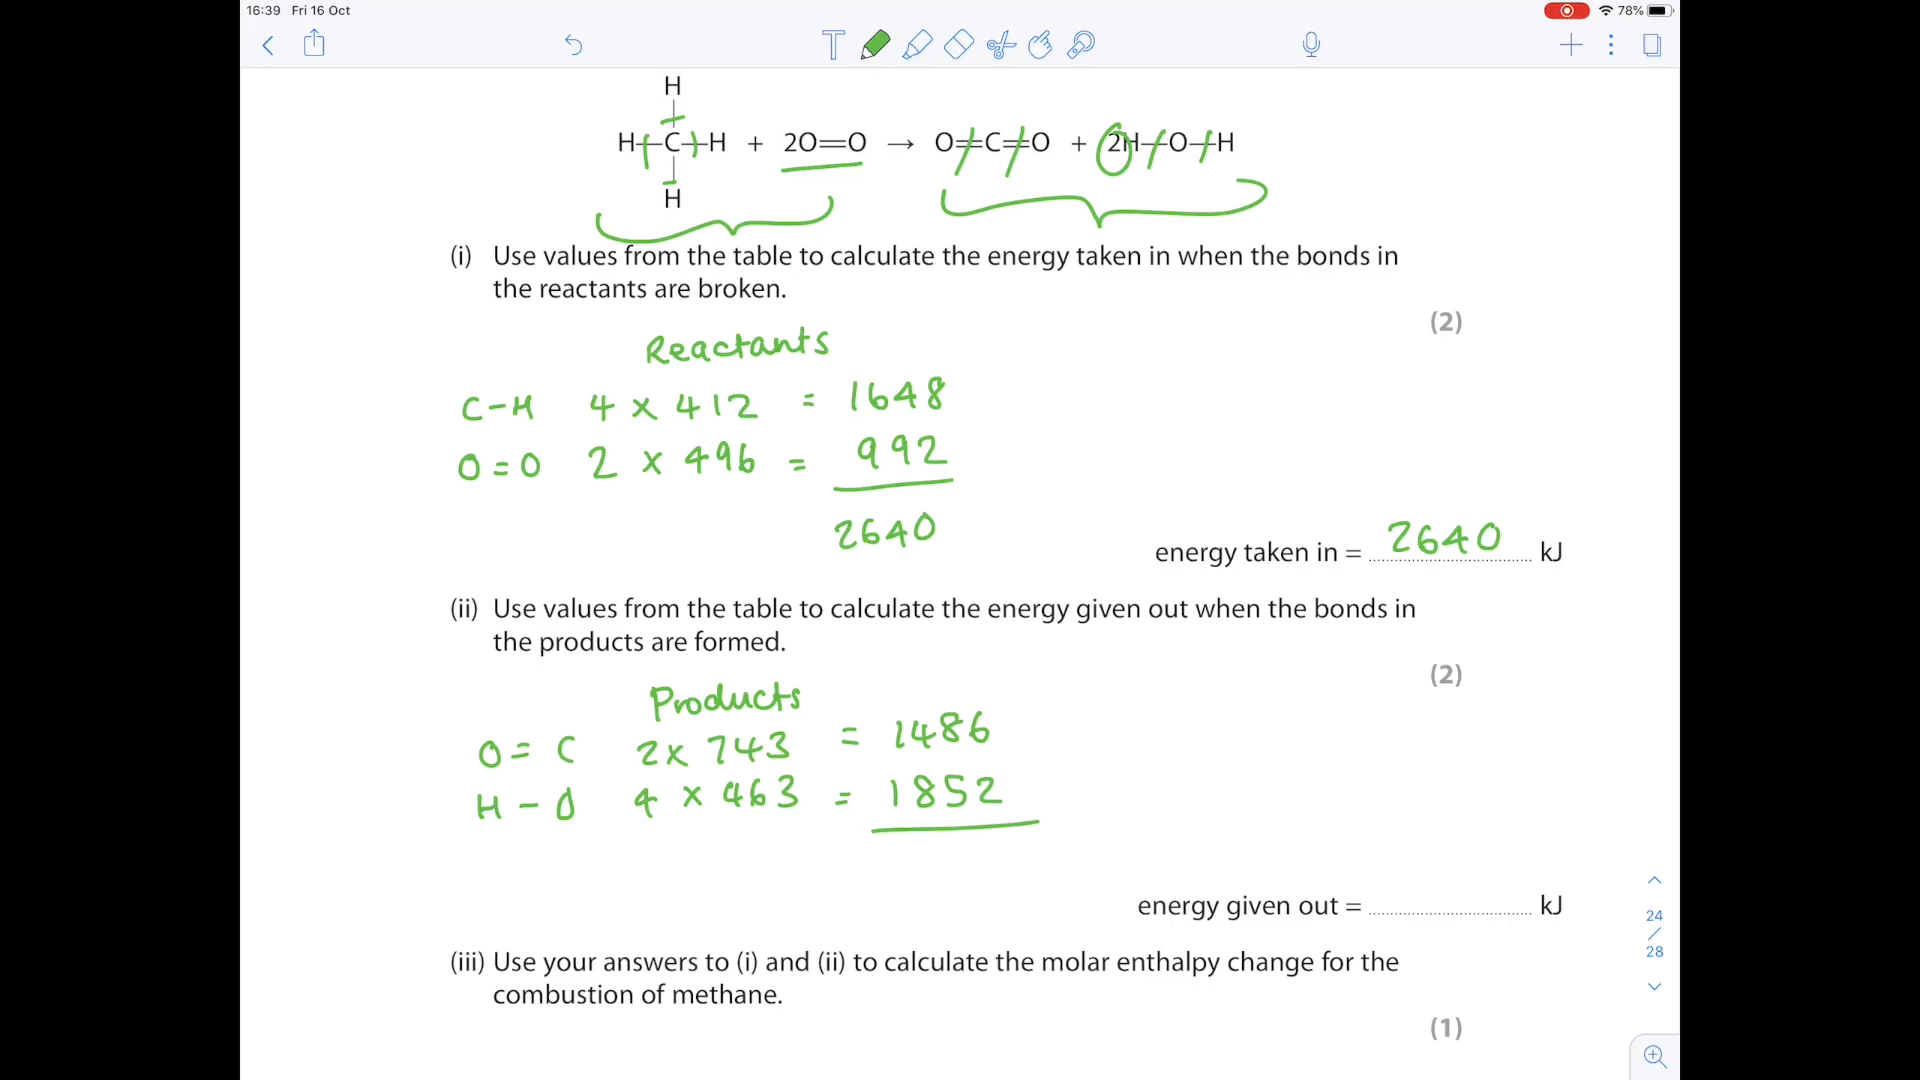 16:39 Fri 16 Oct
78%
T
H
H—C—H + 2O=O → O=C=O + 2H—O—H
H
(i) Use values from the table to calculate the energy taken in when the bonds in
the reactants are broken.
(2)
Reactants
C-H 4 x 412 = 1648
O=O 2 x 496 = 992
2640
energy taken in = 2640 kJ
(ii) Use values from the table to calculate the energy given out when the bonds in
the products are formed.
(2)
Products
O=C 2x 743 = 1486
H-O 4 x 463 = 1852
energy given out = kJ
(iii) Use your answers to (i) and (ii) to calculate the molar enthalpy change for the
combustion of methane.
(1)
24
/
28